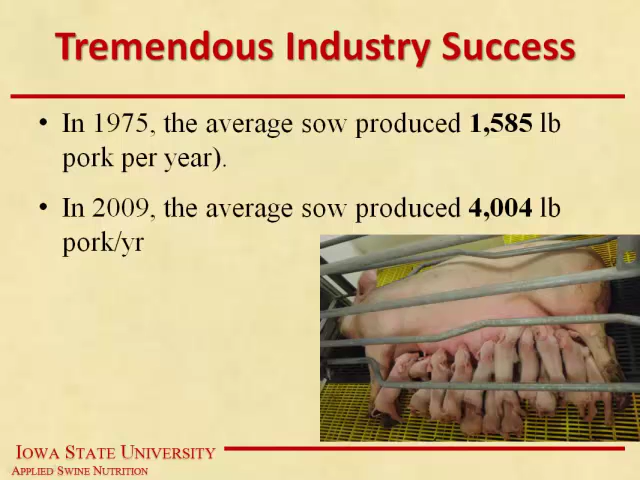 Tremendous Industry Success
• In 1975, the average sow produced 1,585 lb
pork per year).
• In 2009, the average sow produced 4,004 lb
pork/yr
IOWA STATE UNIVERSITY
APPLIED SWINE NUTRITION